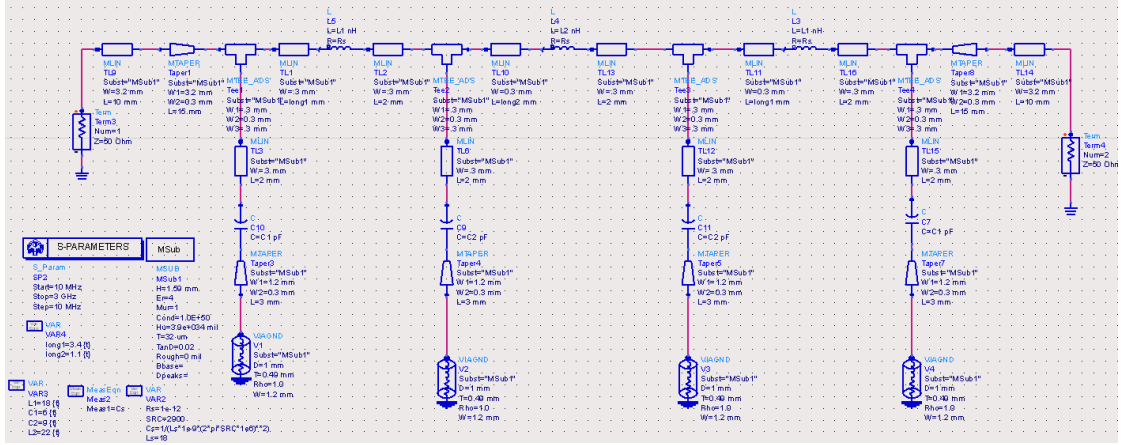 L
L5
L=L1 nH
R=Rs
L
L4
L=L2 nH
R=Rs
L
L3
L=L1 nH
R=Rs
MLIN
TL9
Subst="MSub1"
W=3.2 mm
L=10 mm
MTAPER
Taper1
Subst="MSub1"
W1=3.2 mm
W2=0.3 mm
L=15 mm
MTEE_ADS
Tee1
Subst="MSub1"
W1=.3 mm
W2=0.3 mm
W3=.3 mm
MLIN
TL1
Subst="MSub1"
W=.3 mm
L=long1 mm
MLIN
TL2
Subst="MSub1"
W=0.3 mm
L=2 mm
MTEE_ADS
Tee2
Subst="MSub1"
W1=.3 mm
W2=0.3 mm
W3=.3 mm
MLIN
TL10
Subst="MSub1"
W=0.3 mm
L=long2 mm
MLIN
TL13
Subst="MSub1"
W=0.3 mm
L=2 mm
MTEE_ADS
Tee3
Subst="MSub1"
W1=.3 mm
W2=0.3 mm
W3=.3 mm
MLIN
TL11
Subst="MSub1"
W=0.3 mm
L=long1 mm
MLIN
TL16
Subst="MSub1"
W=0.3 mm
L=2 mm
MTEE_ADS
Tee4
Subst="MSub1"
W1=.3 mm
W2=0.3 mm
W3=.3 mm
MTAPER
Taper8
Subst="MSub1"
W1=3.2 mm
W2=0.3 mm
L=15 mm
MLIN
TL14
Subst="MSub1"
W=3.2 mm
L=10 mm
Term
Term3
Num=1
Z=50 Ohm
Term
Term4
Num=2
Z=50 Ohm
MLIN
TL3
Subst="MSub1"
W=.3 mm
L=2 mm
MLIN
TL6
Subst="MSub1"
W=.3 mm
L=2 mm
MLIN
TL12
Subst="MSub1"
W=.3 mm
L=2 mm
MLIN
TL15
Subst="MSub1"
W=.3 mm
L=2 mm
C
C10
C=C1 pF
C
C9
C=C2 pF
C
C11
C=C2 pF
C
C7
C=C1 pF
MTAPER
Taper3
Subst="MSub1"
W1=1.2 mm
W2=0.3 mm
L=3 mm
MTAPER
Taper4
Subst="MSub1"
W1=1.2 mm
W2=0.3 mm
L=3 mm
MTAPER
Taper5
Subst="MSub1"
W1=1.2 mm
W2=0.3 mm
L=3 mm
MTAPER
Taper7
Subst="MSub1"
W1=1.2 mm
W2=0.3 mm
L=3 mm
VIAGND
V1
Subst="MSub1"
D=1 mm
T=0.49 mm
Rho=1.0
W=1.2 mm
VIAGND
V2
Subst="MSub1"
D=1 mm
T=0.49 mm
Rho=1.0
W=1.2 mm
VIAGND
V3
Subst="MSub1"
D=1 mm
T=0.49 mm
Rho=1.0
W=1.2 mm
VIAGND
V4
Subst="MSub1"
D=1 mm
T=0.49 mm
Rho=1.0
W=1.2 mm
S-PARAMETERS
S_Param
SP2
Start=10 MHz
Stop=3 GHz
Step=10 MHz
MSub
MSUB
MSub1
H=1.59 mm
Er=4
Mur=1
Cond=1.0E+50
Hu=3.9e+034 mil
T=32 um
TanD=0.02
Rough=0 mil
Bbase=
Dpeaks=
VAR
VAR4
long1=3.4 {t}
long2=1.1 {t}
VAR
VAR3
L1=18 {t}
C1=6 {t}
C2=9 {t}
L2=22 {t}
MeasEqn
Meas2
Meas1=Cs
VAR
VAR2
Rs=1e-12
SRC=2900
Cs=1/(Ls*1e-9*(2*pi*SRC*1e6)**2)
Ls=18